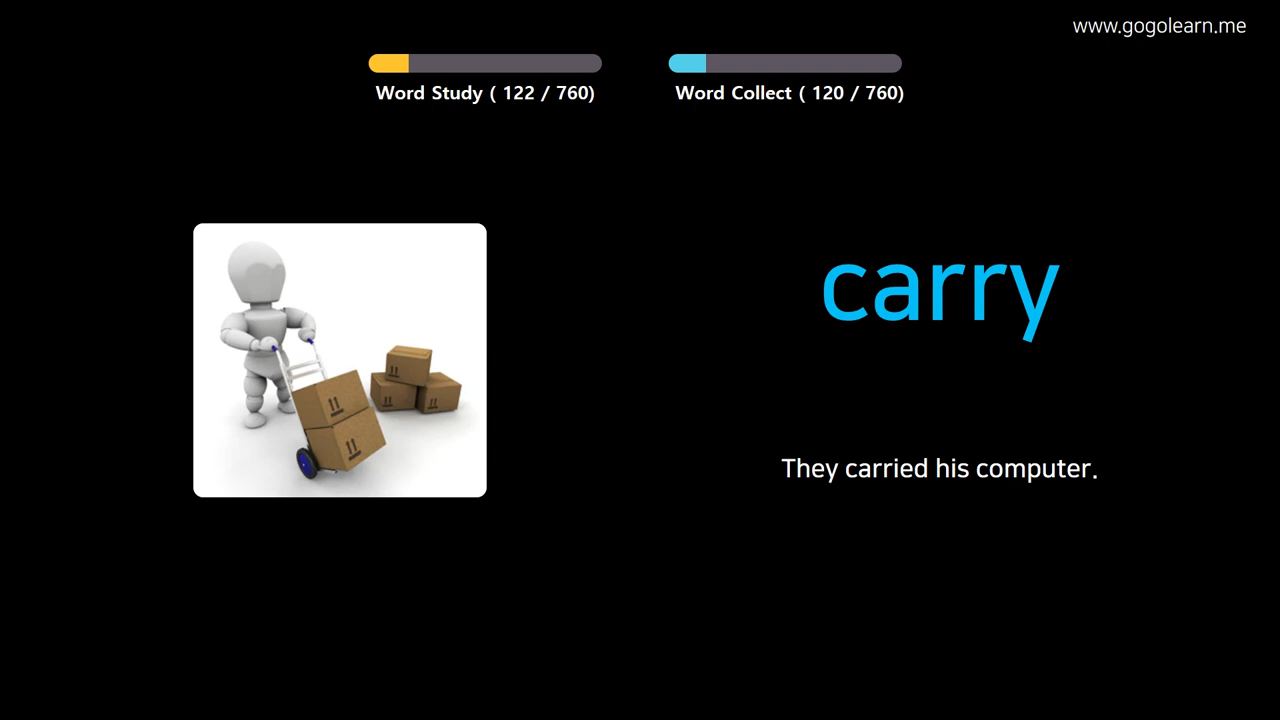 www.gogolearn.me
Word Study ( 122 / 760)
Word Collect ( 120 / 760)
carry
They carried his computer.